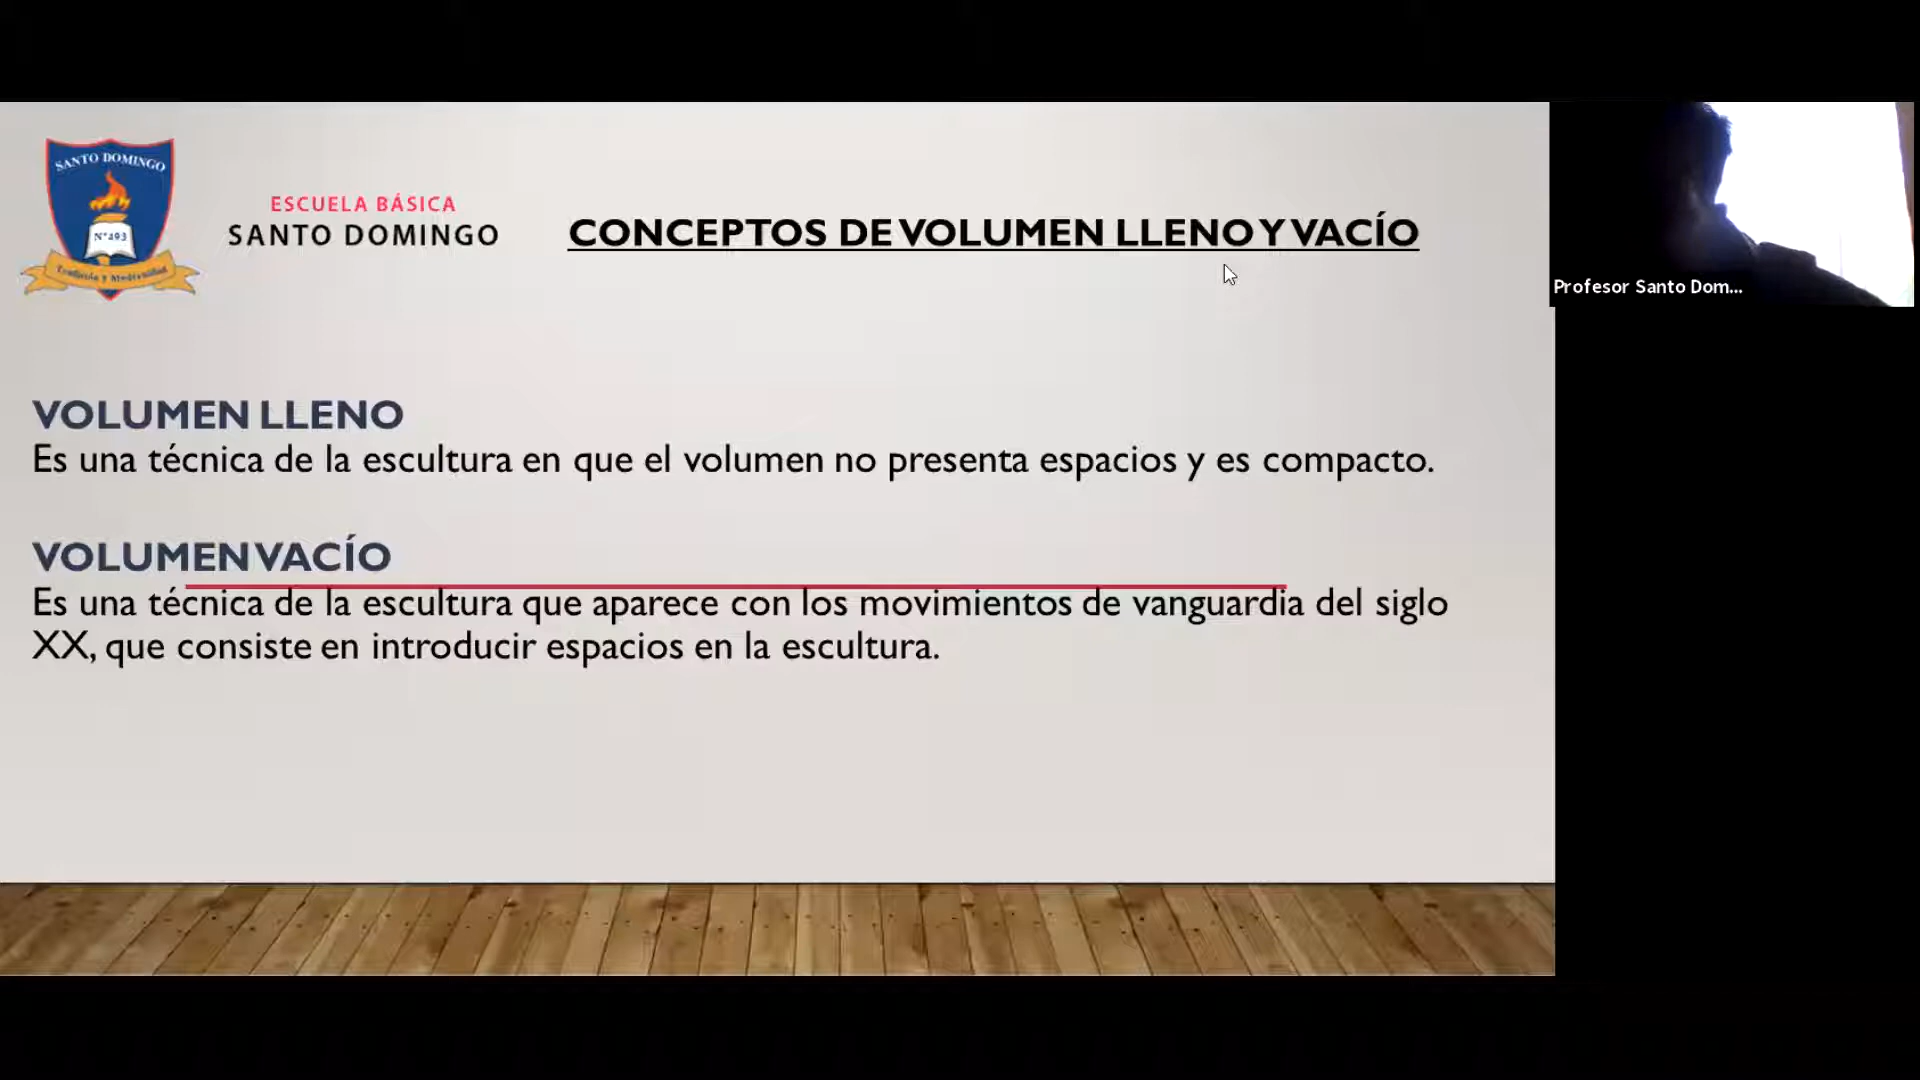 SANTO DOMINGO
N°493
Tradición y Modernidad
ESCUELA BÁSICA
SANTO DOMINGO
CONCEPTOS DE VOLUMEN LLENO Y VACÍO
Profesor Santo Dom...
VOLUMEN LLENO
Es una técnica de la escultura en que el volumen no presenta espacios y es compacto.
VOLUMEN VACÍO
Es una técnica de la escultura que aparece con los movimientos de vanguardia del siglo
XX, que consiste en introducir espacios en la escultura.